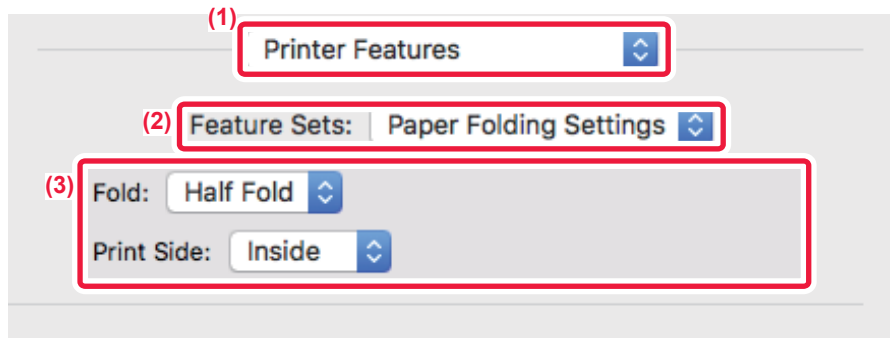 (1)
Printer Features
(2) Feature Sets: Paper Folding Settings
(3) Fold: Half Fold
Print Side: Inside